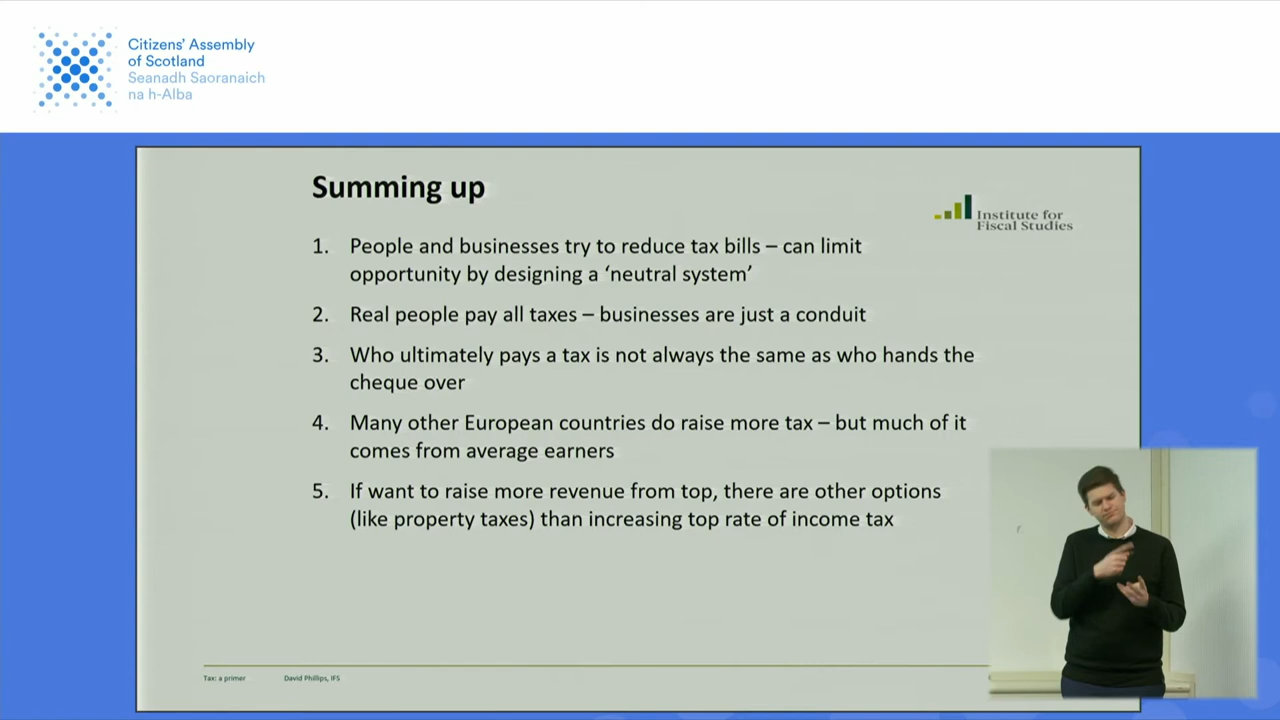 Citizens' Assembly
of Scotland
Seanadh Saoranaich
na h-Alba
Summing up
Institute for
Fiscal Studies
1. People and businesses try to reduce tax bills – can limit
opportunity by designing a ‘neutral system’
2. Real people pay all taxes – businesses are just a conduit
3. Who ultimately pays a tax is not always the same as who hands the
cheque over
4. Many other European countries do raise more tax – but much of it
comes from average earners
5. If want to raise more revenue from top, there are other options
(like property taxes) than increasing top rate of income tax
Tax: a primer
David Phillips, IFS